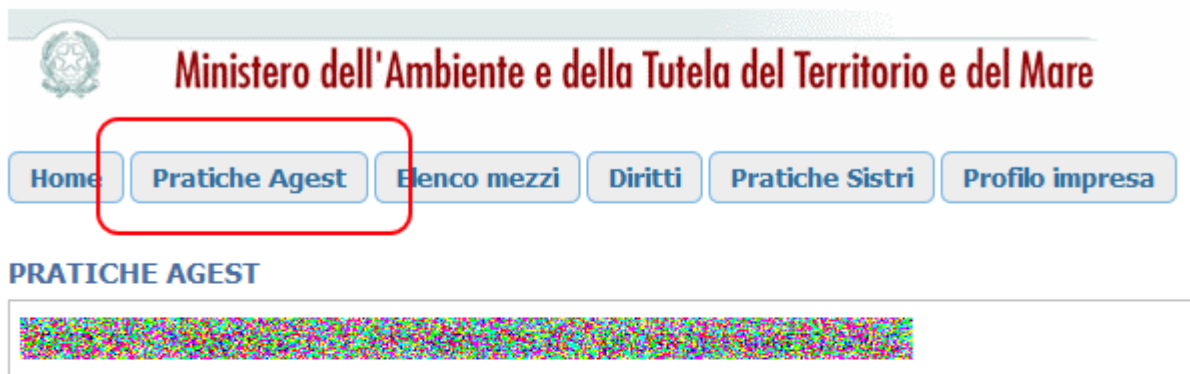 Ministero dell'Ambiente e della Tutela del Territorio e del Mare
Home Pratiche Agest Elenco mezzi Diritti Pratiche Sistri Profilo impresa
PRATICHE AGEST